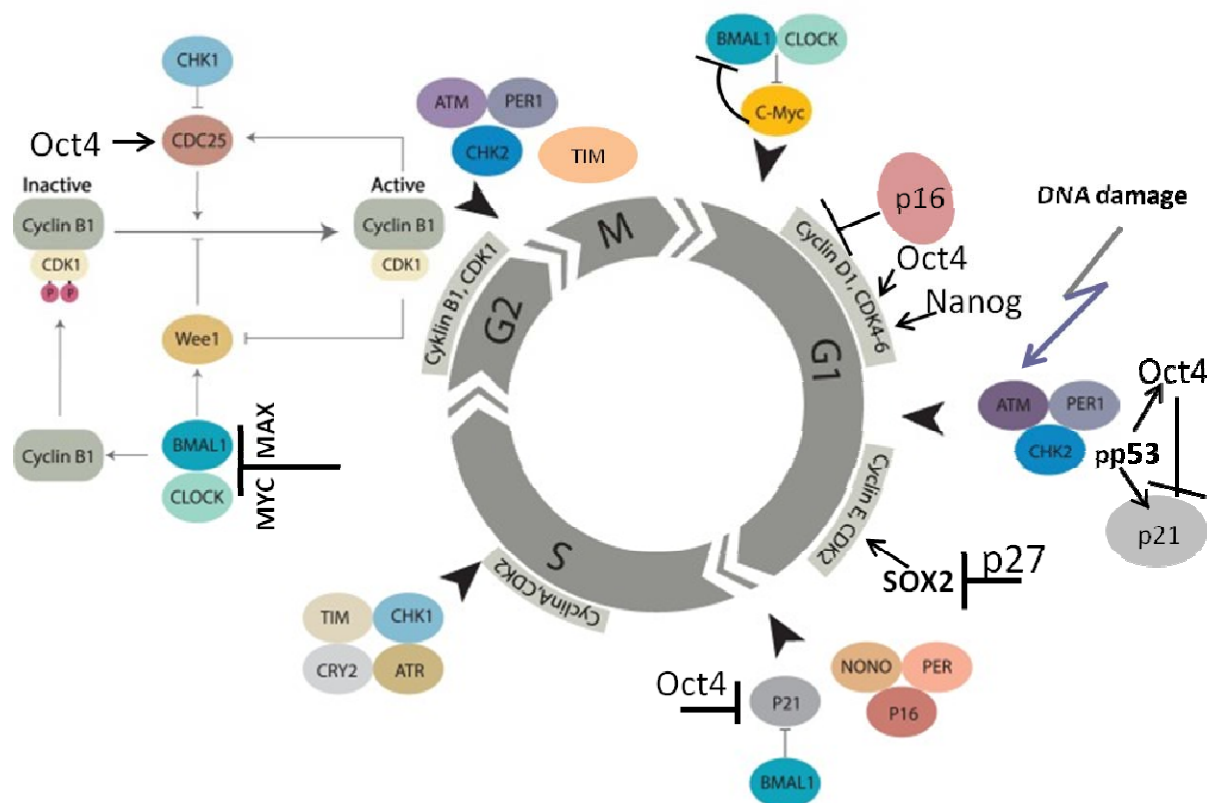 BMAL1
CLOCK
C-Myc
CHK1
Oct4
CDC25
Inactive
Active
Cyclin B1
CDK1
P
P
Cyclin B1
CDK1
Wee1
Cyclin B1
BMAL1
CLOCK
MYC MAX
ATM
PER1
CHK2
TIM
p16
Oct4
Nanog
DNA damage
Cyclin D1, CDK4-6
Cyklin B1, CDK1
M
G1
G2
S
ATM
PER1
CHK2
Oct4
pp53
p21
Cyclin E, CDK2
SOX2
p27
CyclinA,CDK2
TIM
CHK1
CRY2
ATR
Oct4
P21
BMAL1
NONO
PER
P16